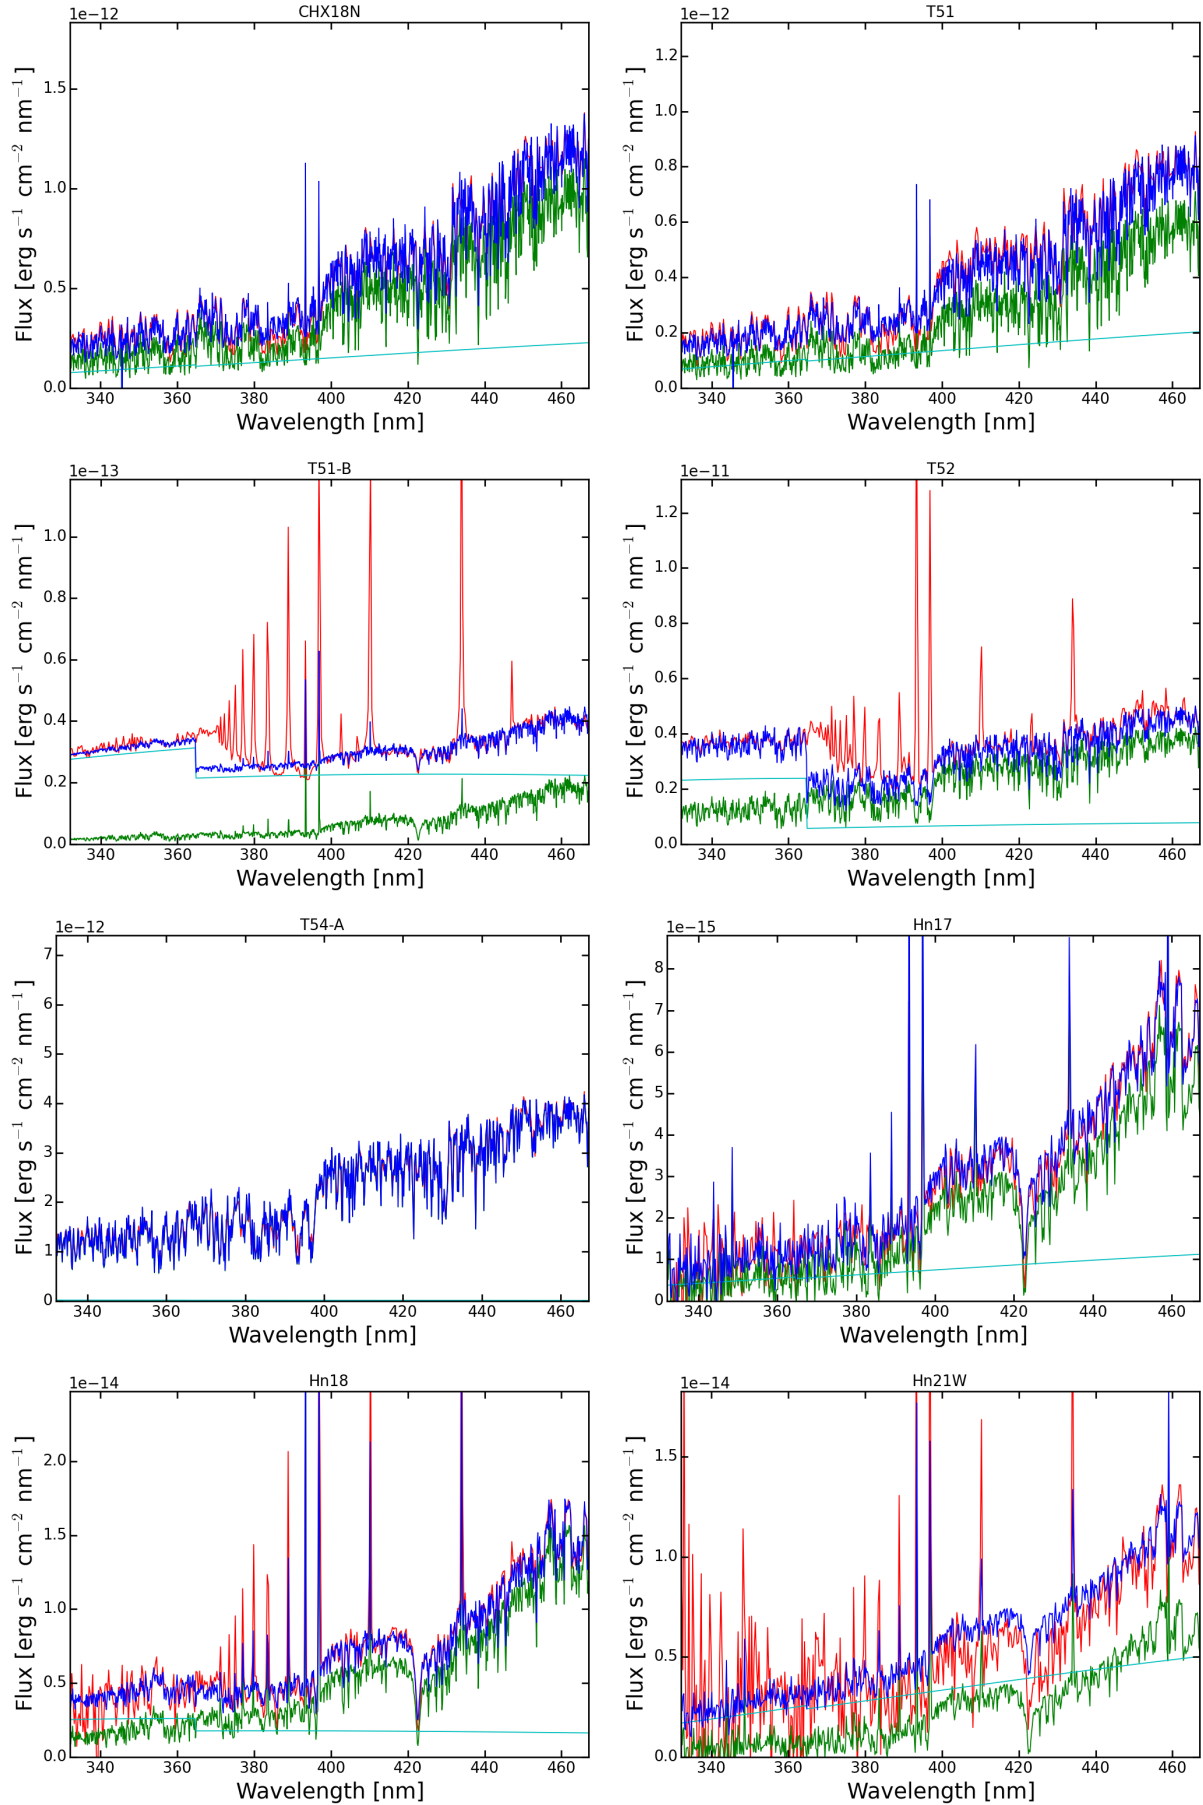 CHX18N
1e−12
Flux [erg s−1 cm−2 nm−1]
1.5
1.0
0.5
0.0
340 360 380 400 420 440 460
Wavelength [nm]
T51
1e−12
Flux [erg s−1 cm−2 nm−1]
1.2
1.0
0.8
0.6
0.4
0.2
0.0
340 360 380 400 420 440 460
Wavelength [nm]
T51-B
1e−13
Flux [erg s−1 cm−2 nm−1]
1.0
0.8
0.6
0.4
0.2
0.0
340 360 380 400 420 440 460
Wavelength [nm]
T52
1e−11
Flux [erg s−1 cm−2 nm−1]
1.2
1.0
0.8
0.6
0.4
0.2
0.0
340 360 380 400 420 440 460
Wavelength [nm]
T54-A
1e−12
Flux [erg s−1 cm−2 nm−1]
7
6
5
4
3
2
1
0
340 360 380 400 420 440 460
Wavelength [nm]
Hn17
1e−15
Flux [erg s−1 cm−2 nm−1]
8
7
6
5
4
3
2
1
0
340 360 380 400 420 440 460
Wavelength [nm]
Hn18
1e−14
Flux [erg s−1 cm−2 nm−1]
2.0
1.5
1.0
0.5
0.0
340 360 380 400 420 440 460
Wavelength [nm]
Hn21W
1e−14
Flux [erg s−1 cm−2 nm−1]
1.5
1.0
0.5
0.0
340 360 380 400 420 440 460
Wavelength [nm]